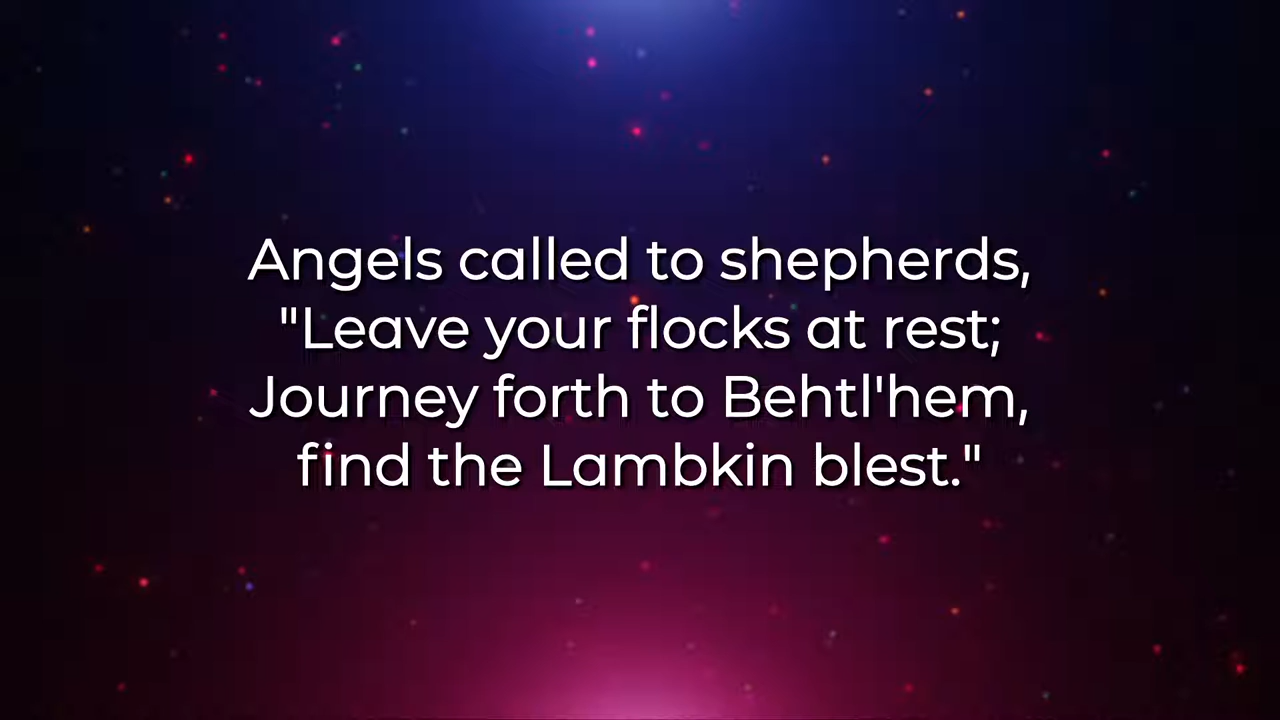 Angels called to shepherds,
"Leave your flocks at rest;
Journey forth to Behtl'hem,
find the Lambkin blest."